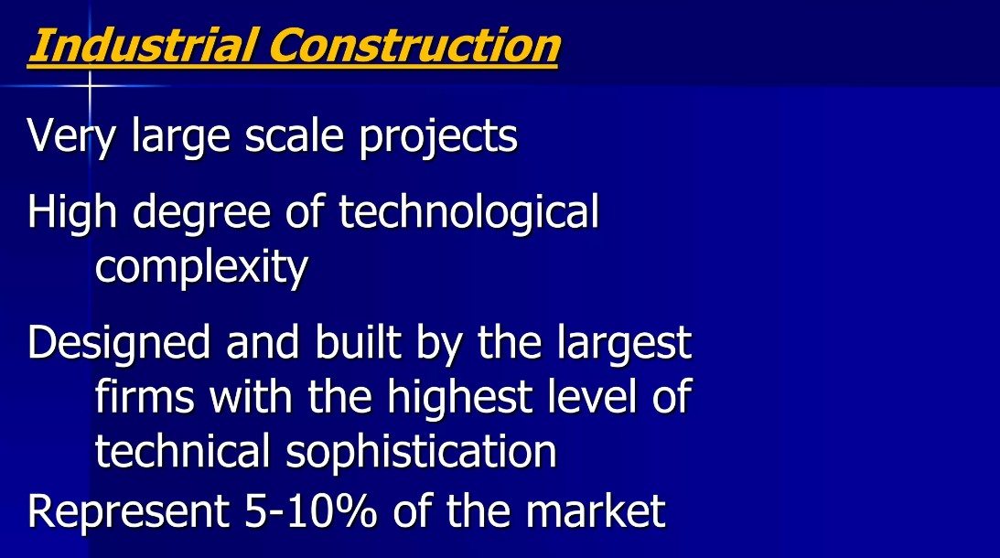 Industrial Construction
Very large scale projects
High degree of technological
complexity
Designed and built by the largest
firms with the highest level of
technical sophistication
Represent 5-10% of the market